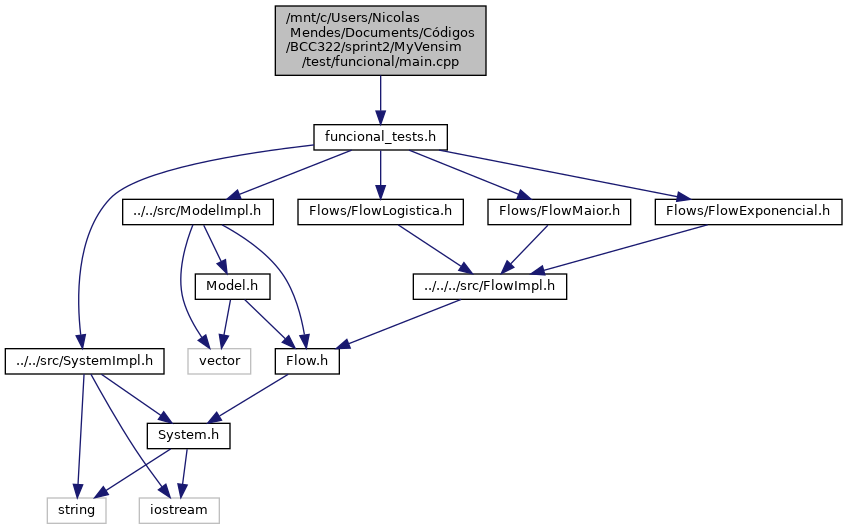 /mnt/c/Users/Nicolas
Mendes/Documents/Códigos
/BCC322/sprint2/MyVensim
/test/funcional/main.cpp
funcional_tests.h
../../src/ModelImpl.h
Flows/FlowLogistica.h
Flows/FlowMaior.h
Flows/FlowExponencial.h
Model.h
../../../src/FlowImpl.h
../../src/SystemImpl.h
vector
Flow.h
System.h
string
iostream